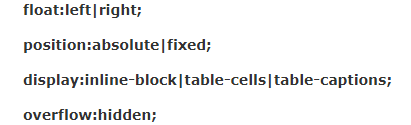 float:left|right;
position:absolute|fixed;
display:inline-block|table-cells|table-captions;
overflow:hidden;